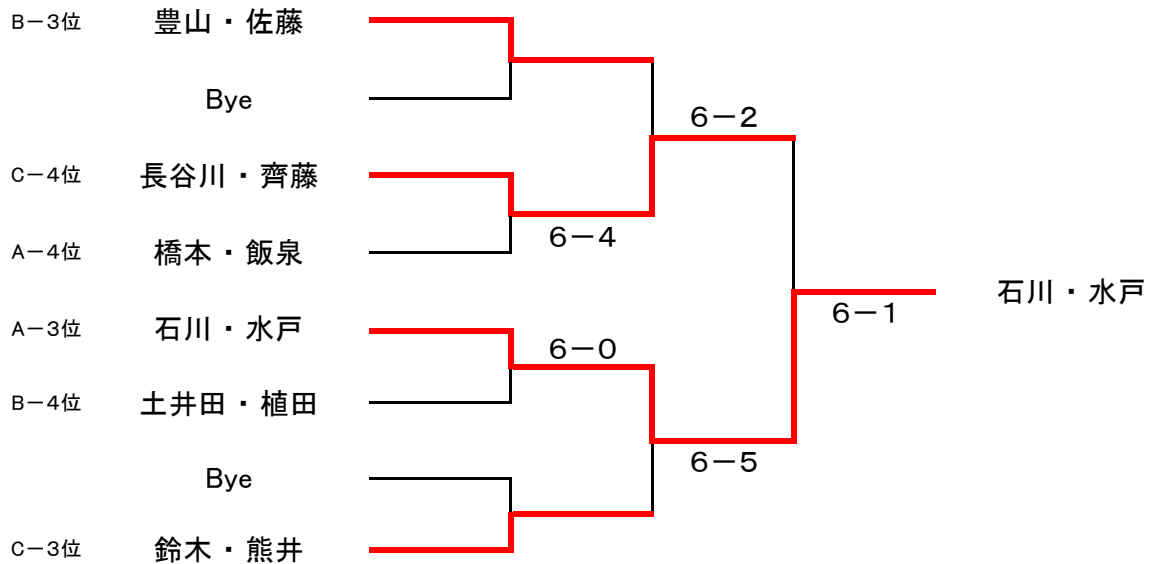 B－3位 豊山・佐藤
Bye
6－2
C－4位 長谷川・齊藤
6－4
A－4位 橋本・飯泉
石川・水戸
6－1
A－3位 石川・水戸
6－0
B－4位 土井田・植田
6－5
Bye
C－3位 鈴木・熊井